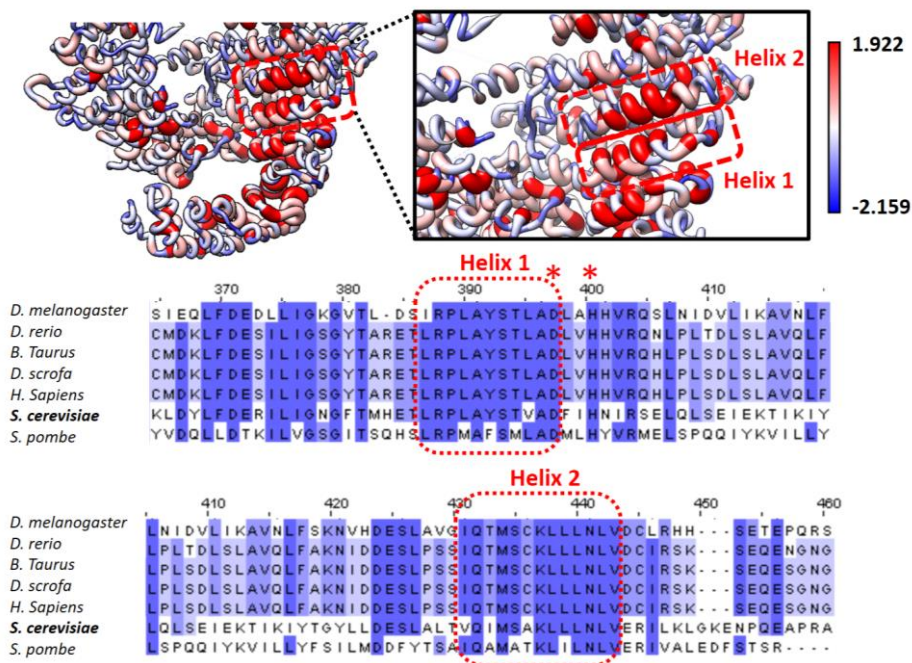 1.922
Helix 2
Helix 1
-2.159
Helix 1 * *
370 380 390 400 410
D. melanogaster SIEQLFDEDLLIGKGVTL-DSIRPLAYSTLADLAHHVRQSLNIDVLIKAVNLF
D. rerio CMDKLFDESILIGSGYTARETLRPLAYSTLADLVHHVRQNLPLTDLSLAVQLF
B. Taurus CMDKLFDESILIGSGYTARETLRPLAYSTLADLVHHVRQHLPLSDLSLAVQLF
D. scrofa CMDKLFDESILIGSGYTARETLRPLAYSTLADLVHHVRQHLPLSDLSLAVQLF
H. Sapiens CMDKLFDESILIGSGYTARETLRPLAYSTLADLVHHVRQHLPLSDLSLAVQLF
S. cerevisiae KLDYLFDERILIGNGFTMHETLRPLAYSTVADFIHNIRSELQLSEIEKTIKIY
S. pombe YVDQLLDTKILVGSGITSQHSLRPMAFSMLADMLHYVRMELSPQQIYKVILLY
Helix 2
410 420 430 440 450 460
D. melanogaster LNIDVLIKAVNLFSKNVHDESLAVGIQTMSCKLLLNLVDCLRHH---SETEPQRS
D. rerio LPLTDLSLAVQLFAKNIDDESLPSSIQTMSCKLLLNLVDCIRSK---SEQENGNG
B. Taurus LPLSDLSLAVQLFAKNIDDESLPSSIQTMSCKLLLNLVDCIRSK---SEQESGNG
D. scrofa LPLSDLSLAVQLFAKNIDDESLPSSIQTMSCKLLLNLVDCIRSK---SEQESGNG
H. Sapiens LPLSDLSLAVQLFAKNIDDESLPSSIQTMSCKLLLNLVDCIRSK---SEQESGNG
S. cerevisiae LQLSEIEKTIKIYTGYLLDESLALTVQIMSAKLLLNLVERILKLGKENPQEAPRA
S. pombe LSPQQIYKVILLYFSILMDDFYTSAIQAMATKLILNLVERIVALEDFSTSR----